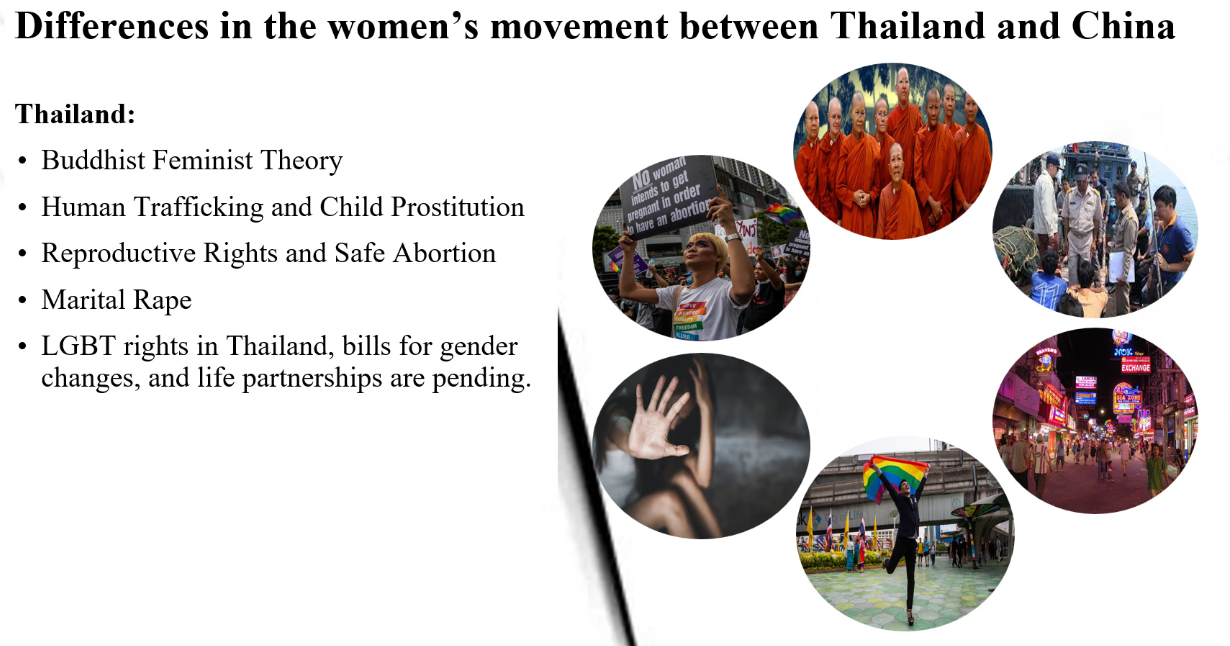 Differences in the women’s movement between Thailand and China
Thailand:
• Buddhist Feminist Theory
• Human Trafficking and Child Prostitution
• Reproductive Rights and Safe Abortion
• Marital Rape
• LGBT rights in Thailand, bills for gender
changes, and life partnerships are pending.
NO woman
intends to get
pregnant in order
to have an abortion
FREEDOM
EXCHANGE
11